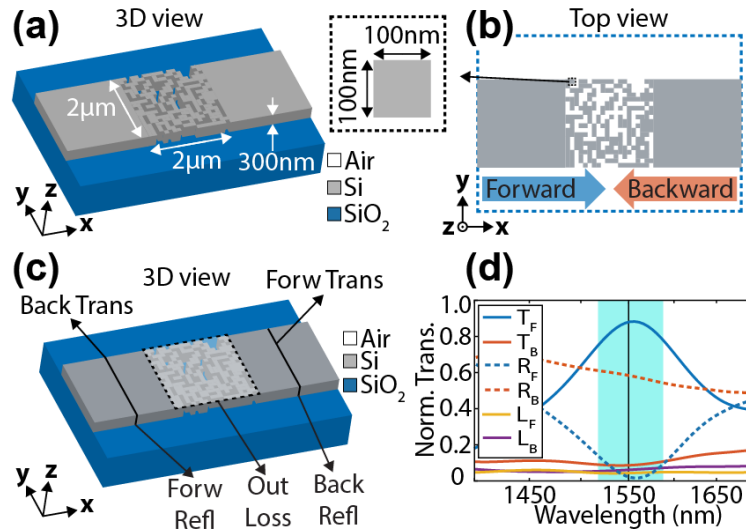 (a)
3D view
100nm
100nm
2μm
2μm
300nm
Air
Si
SiO2
y
z
x
(b)
Top view
Forward
Backward
y
z
x
(c)
3D view
Back Trans
Forw Trans
Air
Si
SiO2
y
z
x
Forw
Refl
Out
Loss
Back
Refl
(d)
Norm. Trans.
1.0
0.8
0.6
0.4
0.2
0
TF
TB
RF
RB
LF
LB
1450
1550
1650
Wavelength (nm)